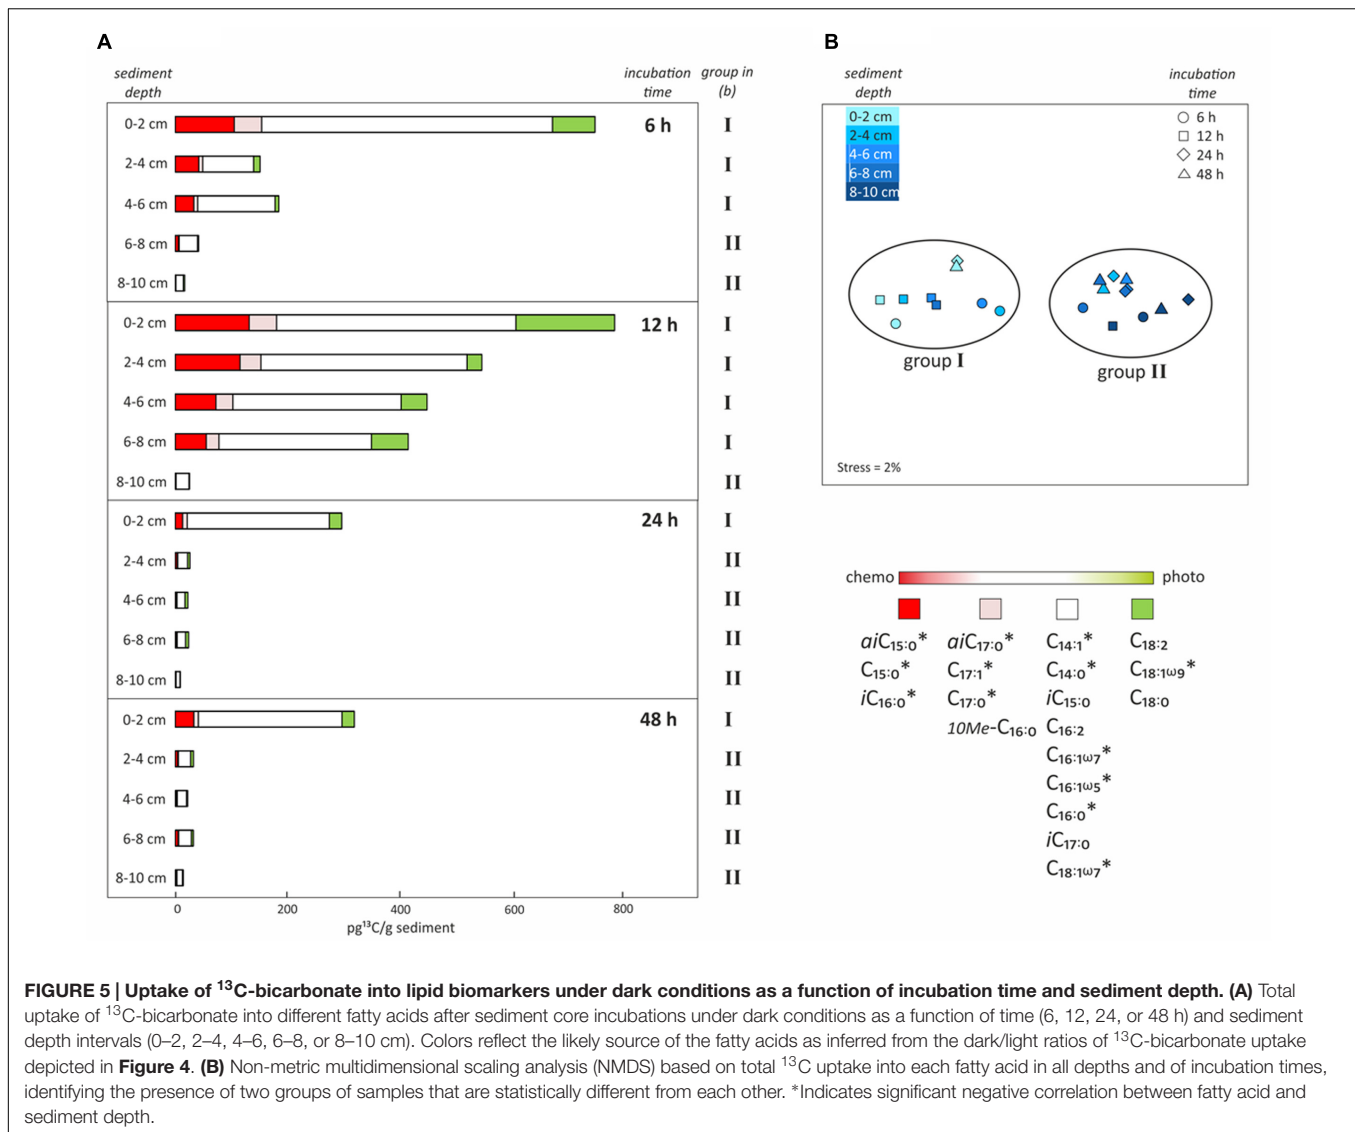 A
sediment depth
incubation time
group in (b)
0-2 cm 6 h I
2-4 cm I
4-6 cm I
6-8 cm II
8-10 cm II
0-2 cm 12 h I
2-4 cm I
4-6 cm I
6-8 cm I
8-10 cm II
0-2 cm 24 h I
2-4 cm II
4-6 cm II
6-8 cm II
8-10 cm II
0-2 cm 48 h I
2-4 cm II
4-6 cm II
6-8 cm II
8-10 cm II
0 200 400 600 800
pg¹³C/g sediment
B
sediment depth
incubation time
0-2 cm
2-4 cm
4-6 cm
6-8 cm
8-10 cm
6 h
12 h
24 h
48 h
group I
group II
Stress = 2%
chemo photo
aiC₁₅:₀*
C₁₅:₀*
iC₁₆:₀*
aiC₁₇:₀*
C₁₇:₁*
C₁₇:₀*
10Me-C₁₆:₀
C₁₄:₁*
C₁₄:₀*
iC₁₅:₀
C₁₆:₂
C₁₆:₁ω₇*
C₁₆:₁ω₅*
C₁₆:₀*
iC₁₇:₀
C₁₈:₁ω₇*
C₁₈:₂
C₁₈:₁ω₉*
C₁₈:₀
FIGURE 5 | Uptake of ¹³C-bicarbonate into lipid biomarkers under dark conditions as a function of incubation time and sediment depth. (A) Total
uptake of ¹³C-bicarbonate into different fatty acids after sediment core incubations under dark conditions as a function of time (6, 12, 24, or 48 h) and sediment
depth intervals (0–2, 2–4, 4–6, 6–8, or 8–10 cm). Colors reflect the likely source of the fatty acids as inferred from the dark/light ratios of ¹³C-bicarbonate uptake
depicted in Figure 4. (B) Non-metric multidimensional scaling analysis (NMDS) based on total ¹³C uptake into each fatty acid in all depths and of incubation times,
identifying the presence of two groups of samples that are statistically different from each other. *Indicates significant negative correlation between fatty acid and
sediment depth.